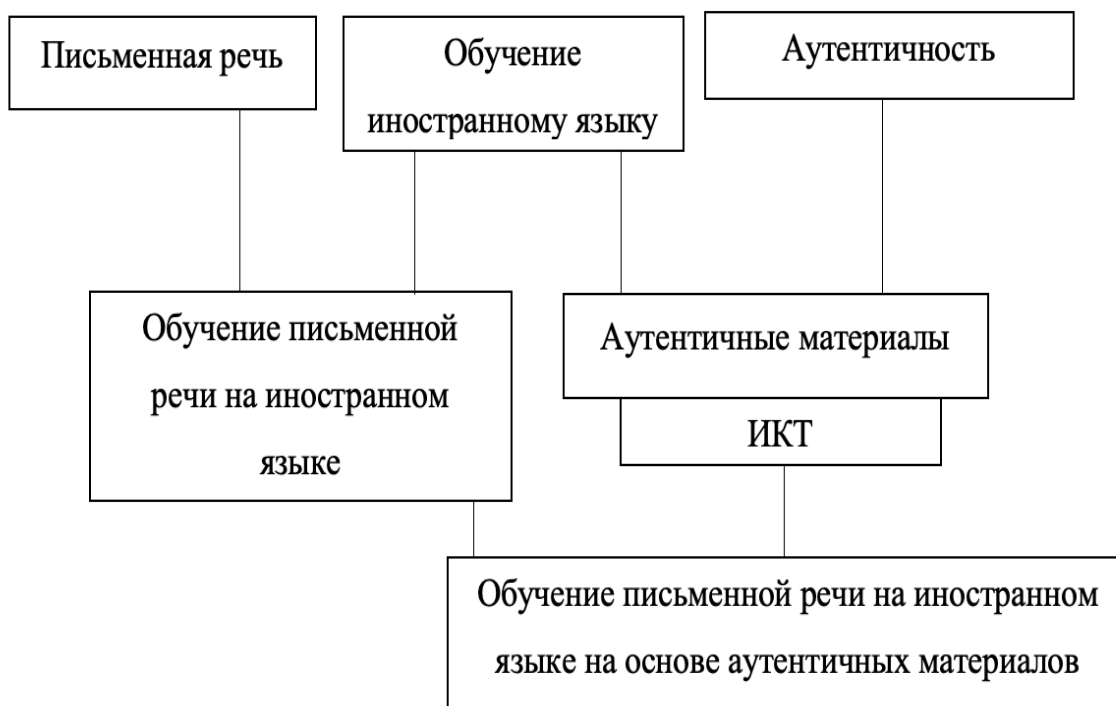 Письменная речь
Обучение
иностранному языку
Аутентичность
Обучение письменной
речи на иностранном
языке
Аутентичные материалы
ИКТ
Обучение письменной речи на иностранном
языке на основе аутентичных материалов